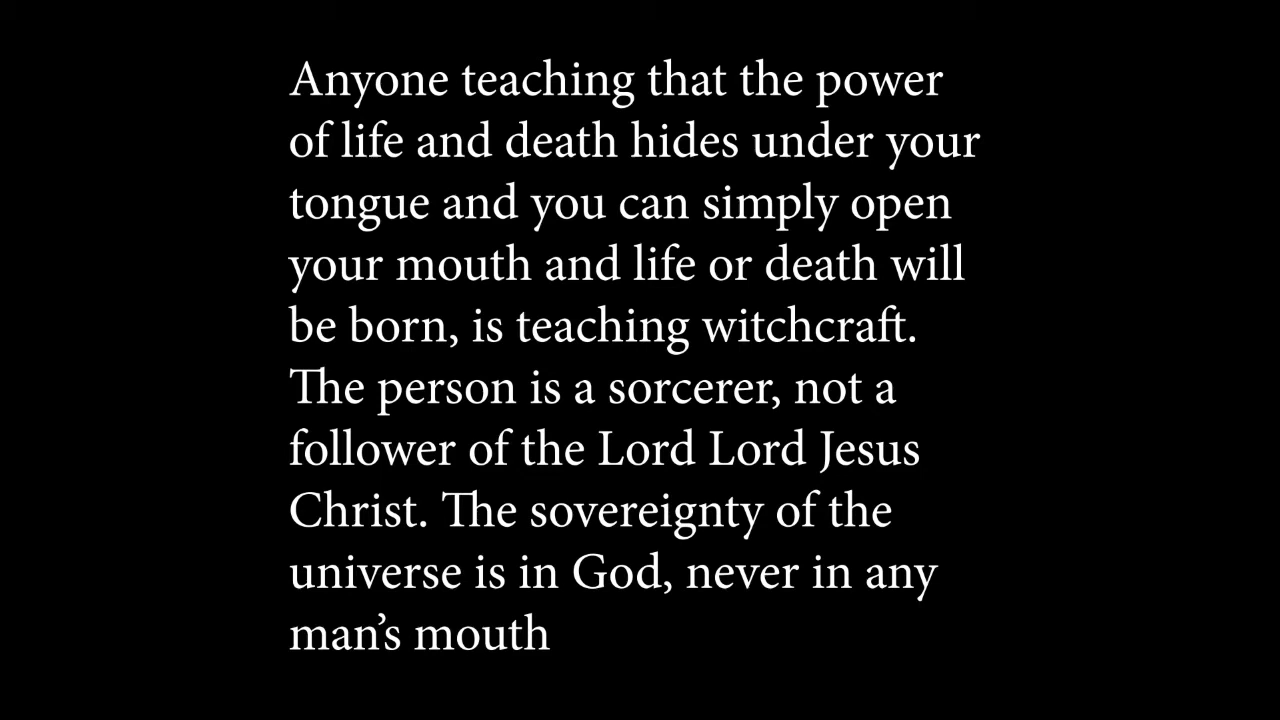 Anyone teaching that the power
of life and death hides under your
tongue and you can simply open
your mouth and life or death will
be born, is teaching witchcraft.
The person is a sorcerer, not a
follower of the Lord Lord Jesus
Christ. The sovereignty of the
universe is in God, never in any
man’s mouth